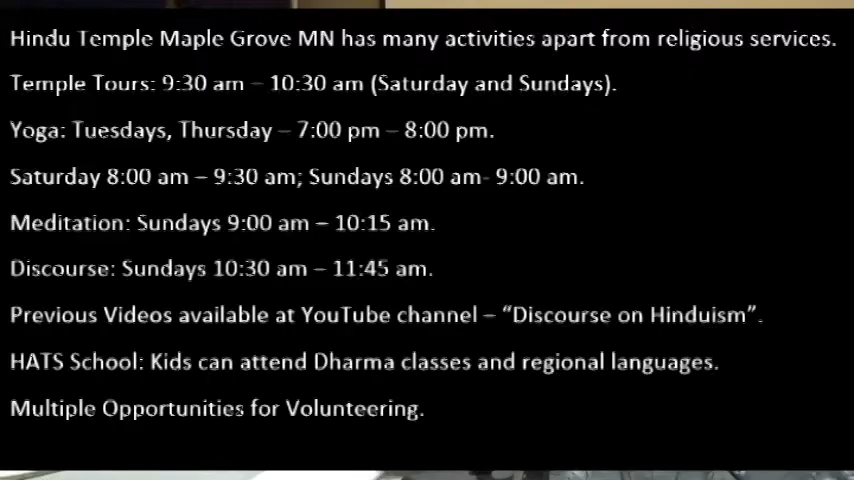 Hindu Temple Maple Grove MN has many activities apart from religious services.
Temple Tours: 9:30 am – 10:30 am (Saturday and Sundays).
Yoga: Tuesdays, Thursday – 7:00 pm – 8:00 pm.
Saturday 8:00 am – 9:30 am; Sundays 8:00 am- 9:00 am.
Meditation: Sundays 9:00 am – 10:15 am.
Discourse: Sundays 10:30 am – 11:45 am.
Previous Videos available at YouTube channel – “Discourse on Hinduism”.
HATS School: Kids can attend Dharma classes and regional languages.
Multiple Opportunities for Volunteering.